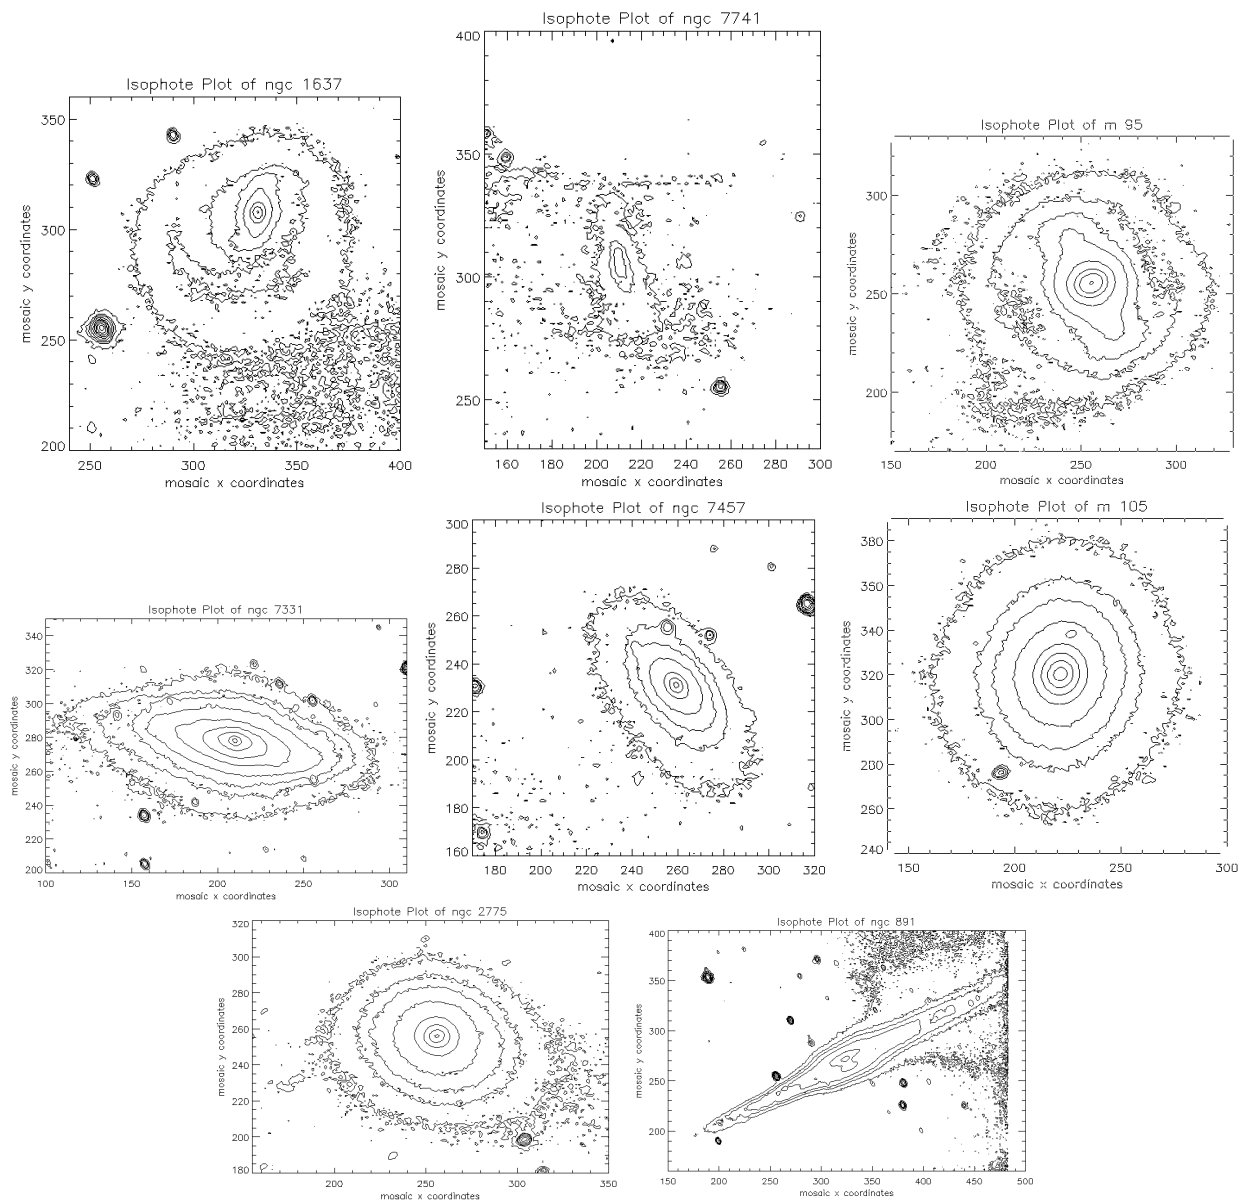 Isophote Plot of ngc 7741
400
350
300
250
mosaic y coordinates
160 180 200 220 240 260 280 300
mosaic x coordinates
Isophote Plot of ngc 1637
350
300
250
200
mosaic y coordinates
250 300 350 400
mosaic x coordinates
Isophote Plot of m 95
300
250
200
mosaic y coordinates
150 200 250 300
mosaic x coordinates
Isophote Plot of ngc 7331
340
320
300
280
260
240
220
200
mosaic y coordinates
100 150 200 250 300
mosaic x coordinates
Isophote Plot of ngc 7457
300
280
260
240
220
200
180
160
mosaic y coordinates
180 200 220 240 260 280 300 320
mosaic x coordinates
Isophote Plot of m 105
380
360
340
320
300
280
260
240
mosaic y coordinates
150 200 250 300
mosaic x coordinates
Isophote Plot of ngc 2775
320
300
280
260
240
220
200
180
mosaic y coordinates
200 250 300 350
mosaic x coordinates
Isophote Plot of ngc 891
400
350
300
250
200
mosaic y coordinates
150 200 250 300 350 400 450 500
mosaic x coordinates